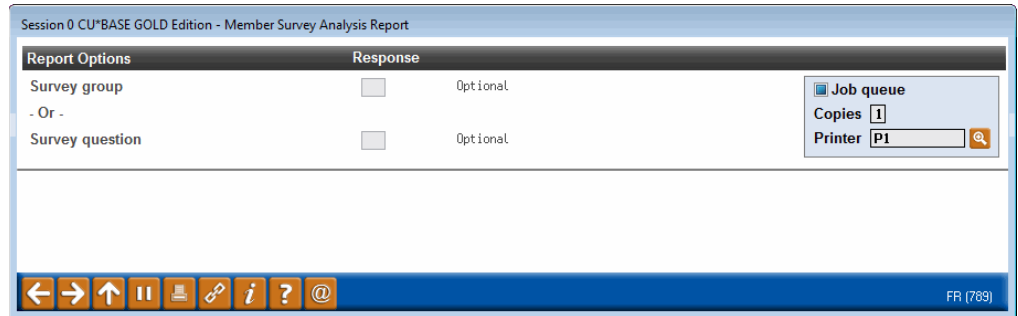 Session 0 CU*BASE GOLD Edition - Member Survey Analysis Report
Report Options Response
Survey group Optional
- Or -
Survey question Optional
Job queue
Copies 1
Printer P1
FR (789)